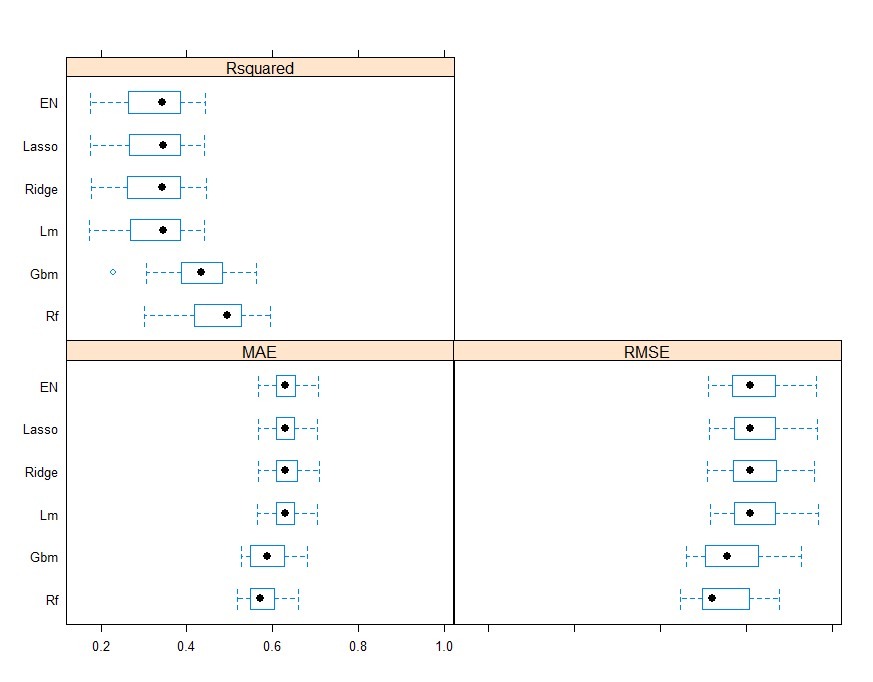 Rsquared
EN
Lasso
Ridge
Lm
Gbm
Rf
MAE RMSE
EN
Lasso
Ridge
Lm
Gbm
Rf
0.2 0.4 0.6 0.8 1.0